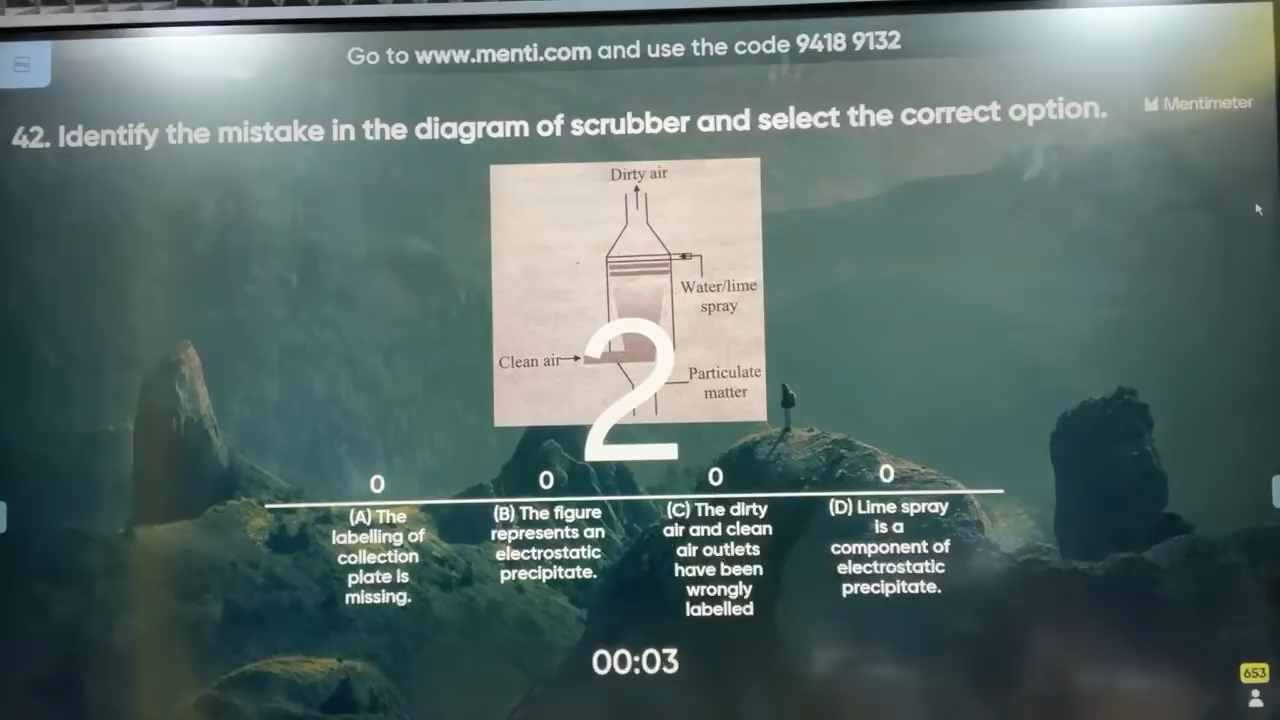 Go to www.menti.com and use the code 9418 9132
Mentimeter
42. Identify the mistake in the diagram of scrubber and select the correct option.
Dirty air
Water/lime
spray
Clean air
Particulate
matter
2
0
0
0
0
(A) The
labelling of
collection
plate is
missing.
(B) The figure
represents an
electrostatic
precipitate.
(C) The dirty
air and clean
air outlets
have been
wrongly
labelled
(D) Lime spray
is a
component of
electrostatic
precipitate.
00:03
653